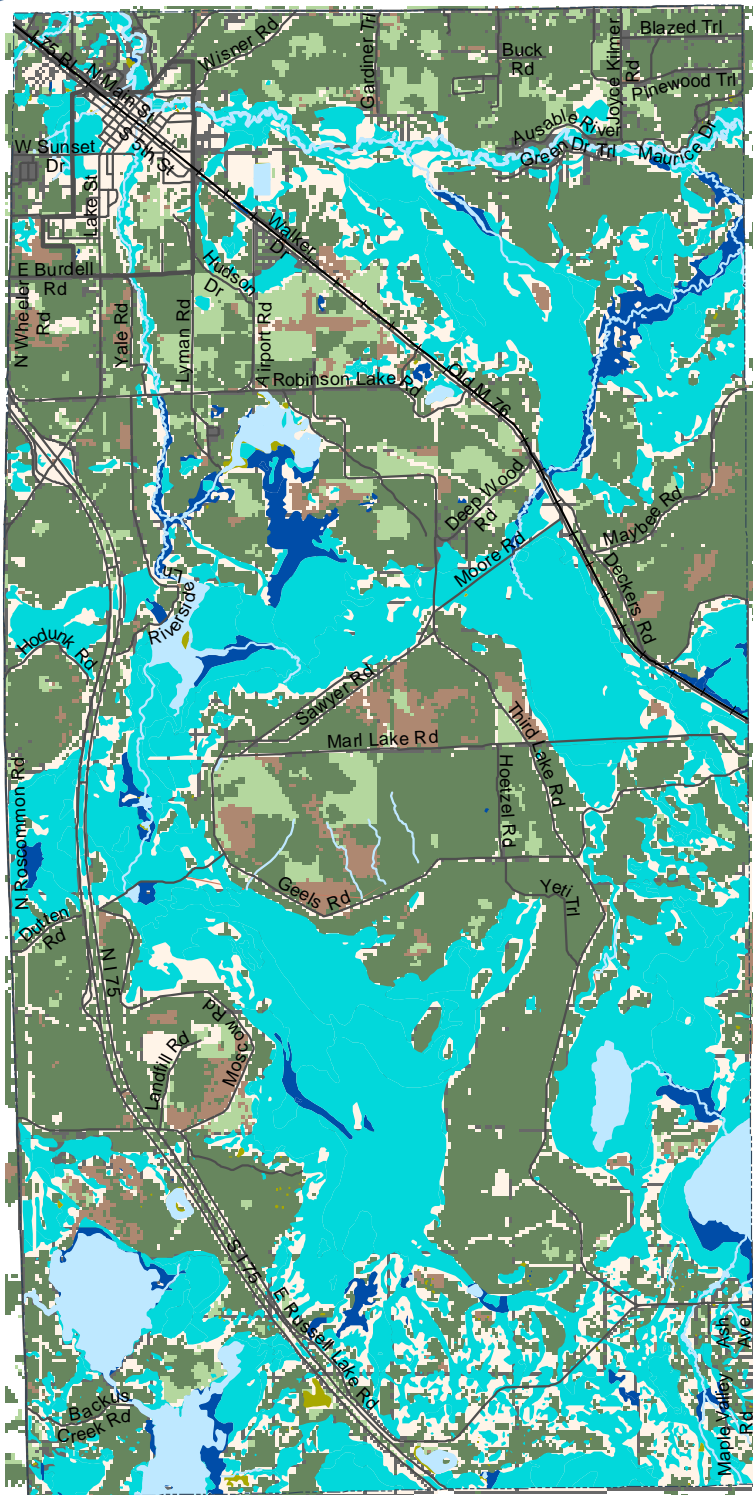 I 75 BL
N Main St
Wisner Rd
Gardiner Trl
Buck
Rd
Joyce Kilmer
Rd
Blazed Trl
Pinewood Trl
Ausable River
Green Dr Trl
Maurice Dr
W Sunset
Dr
S 5th St
Lake St
Walker
Dr
Hudson
Dr
E Burdell
Rd
N Wheeler
Rd
Yale Rd
Lyman Rd
Airport Rd
Robinson Lake Rd
Old M 76
Deep Wood
Rd
Moore Rd
Maybee Rd
Deckers Rd
Riverside
Ln
Hodunk Rd
Sawyer Rd
Marl Lake Rd
Third Lake Rd
Hoetzel Rd
N Roscommon Rd
Geels Rd
Yeti
Trl
Dutten
Rd
N I 75
Moscow Rd
Landfill Rd
S I 75
E Russell Lake Rd
Backus
Creek Rd
Maple Valley
Rd
Ash
Ave